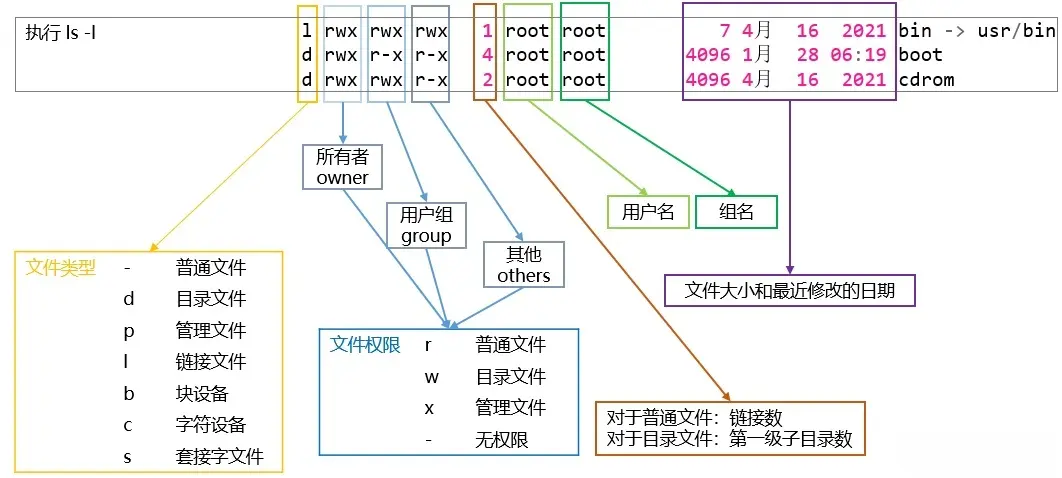 执行 ls -l
l rwx rwx rwx 1 root root 7 4月 16 2021 bin -> usr/bin
d rwx r-x r-x 4 root root 4096 1月 28 06:19 boot
d rwx rwx r-x 2 root root 4096 4月 16 2021 cdrom
所有者
owner
用户组
group
其他
others
用户名
组名
文件大小和最近修改的日期
文件类型 - 普通文件
d 目录文件
p 管理文件
l 链接文件
b 块设备
c 字符设备
s 套接字文件
文件权限 r 普通文件
w 目录文件
x 管理文件
- 无权限
对于普通文件：链接数
对于目录文件：第一级子目录数